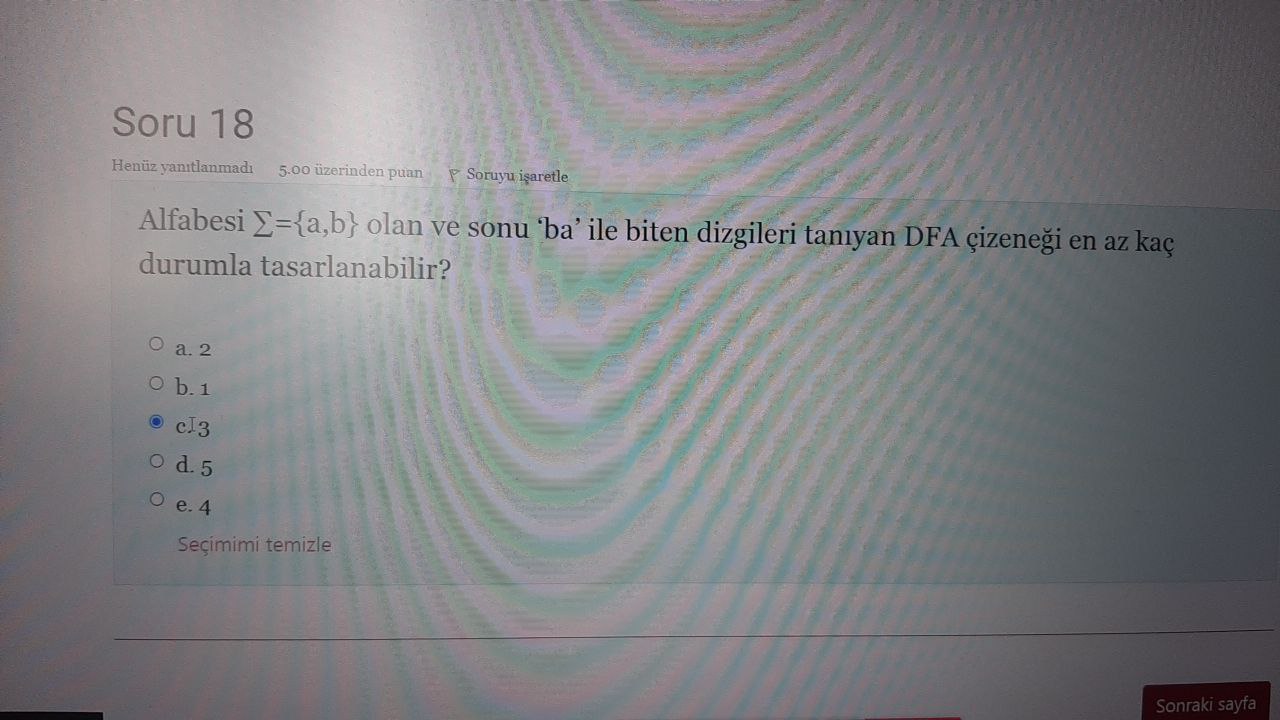 Soru 18
Henüz yanıtlanmadı 5.00 üzerinden puan Soruyu işaretle
Alfabesi ∑={a,b} olan ve sonu ‘ba’ ile biten dizgileri tanıyan DFA çizeneği en az kaç
durumla tasarlanabilir?
a. 2
b. 1
c. 3
d. 5
e. 4
Seçimimi temizle
Sonraki sayfa